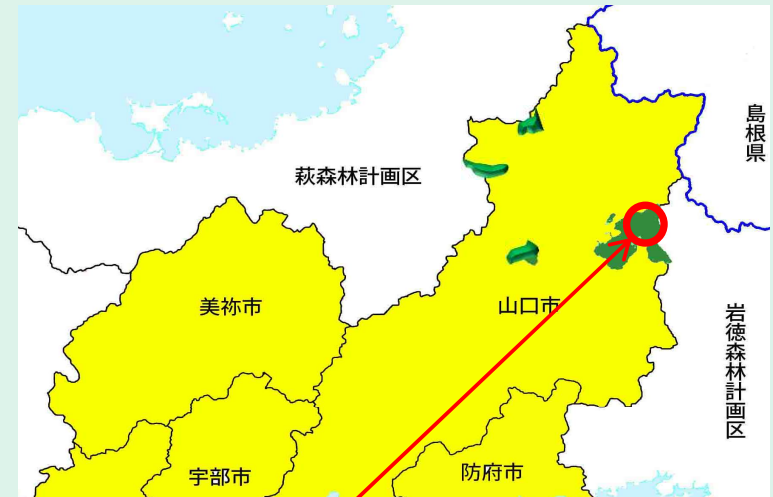 島根県
萩森林計画区
美祢市
山口市
岩徳森林計画区
宇部市
防府市